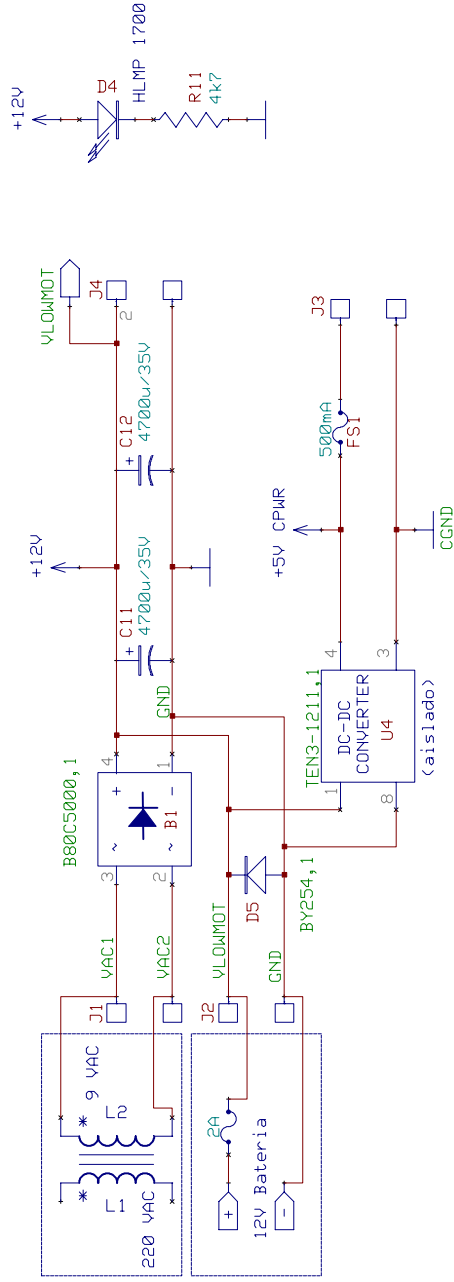 220 VAC
L1
*
*
L2
9 VAC
J1
VAC1
VAC2
3
2
B80C5000,1
~
~
+
-
B1
4
1
GND
C11
4700u/35V
+
+12V
C12
4700u/35V
+
VLOWMOT
J4
2
+12V
D4
HLMP 1700
R11
4k7
12V Bateria
+
-
2A
J2
VLOWMOT
GND
D5
BY254,1
TEN3-1211,1
1
8
DC-DC
CONVERTER
U4
(aislado)
4
3
+5V CPWR
500mA
FS1
J3
CGND